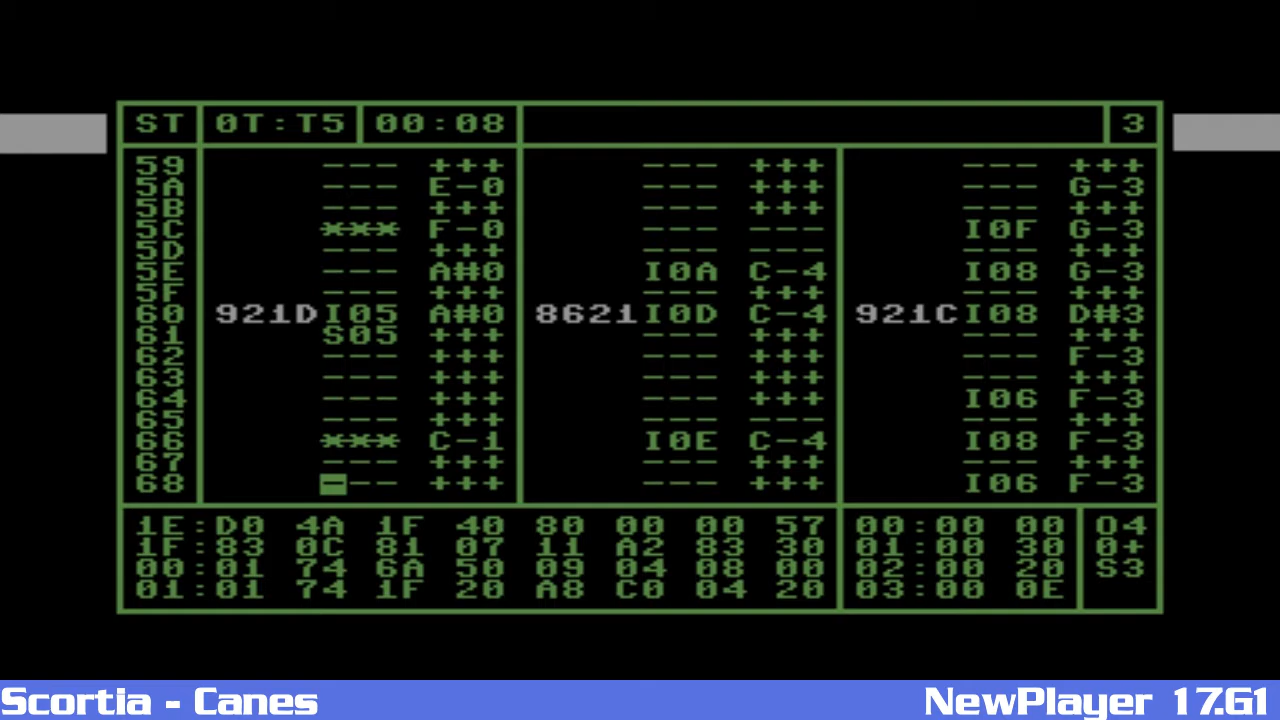 ST 0T:T5 00:08 3
59 --- +++ --- +++ --- +++
5A --- E-0 --- +++ --- G-3
5B --- +++ --- +++ --- +++
5C *** F-0 --- --- I0F G-3
5D --- +++ --- --- --- +++
5E --- A#0 I0A C-4 I08 G-3
5F --- +++ --- +++ --- +++
60 921D I05 A#0 8621 I0D C-4 921C I08 D#3
61 S05 +++ --- +++ --- +++
62 --- +++ --- +++ --- F-3
63 --- +++ --- +++ --- +++
64 --- +++ --- +++ I06 F-3
65 --- +++ --- --- --- +++
66 *** C-1 I0E C-4 I08 F-3
67 --- +++ --- +++ --- +++
68 --- +++ --- +++ I06 F-3
1E:D0 4A 1F 40 80 00 00 57 00:00 00 O4
1F:83 0C 81 07 11 A2 83 30 01:00 30 0+
00:01 74 6A 50 09 04 08 00 02:00 20 S3
01:01 74 1F 20 A8 C0 04 20 03:00 0E
Scortia - Canes NewPlayer 17.G1